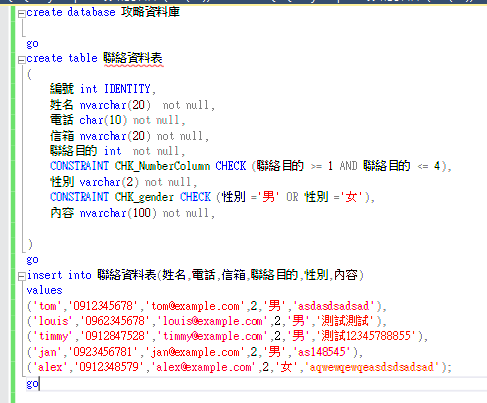 create database 攻略資料庫
go
create table 聯絡資料表
(
編號 int IDENTITY,
姓名 nvarchar(20)  not null,
電話 char(10) not null,
信箱 nvarchar(20) not null,
聯絡目的 int  not null,
CONSTRAINT CHK_NumberColumn CHECK (聯絡目的 >= 1 AND 聯絡目的 <= 4),
性別 varchar(2) not null,
CONSTRAINT CHK_gender CHECK (性別 ='男' OR 性別 ='女'),
內容 nvarchar(100) not null,
)
go
insert into 聯絡資料表(姓名,電話,信箱,聯絡目的,性別,內容)
values
('tom','0912345678','tom@example.com',2,'男','asdasdsadsad'),
('louis','0962345678','louis@example.com',2,'男','測試測試'),
('timmy','0912847528','timmy@example.com',2,'男','測試12345788855'),
('jan','0923456781','jan@example.com',2,'男','as148545'),
('alex','0912348579','alex@example.com',2,'女','aqwewqewqeasdsdsadsad');
go